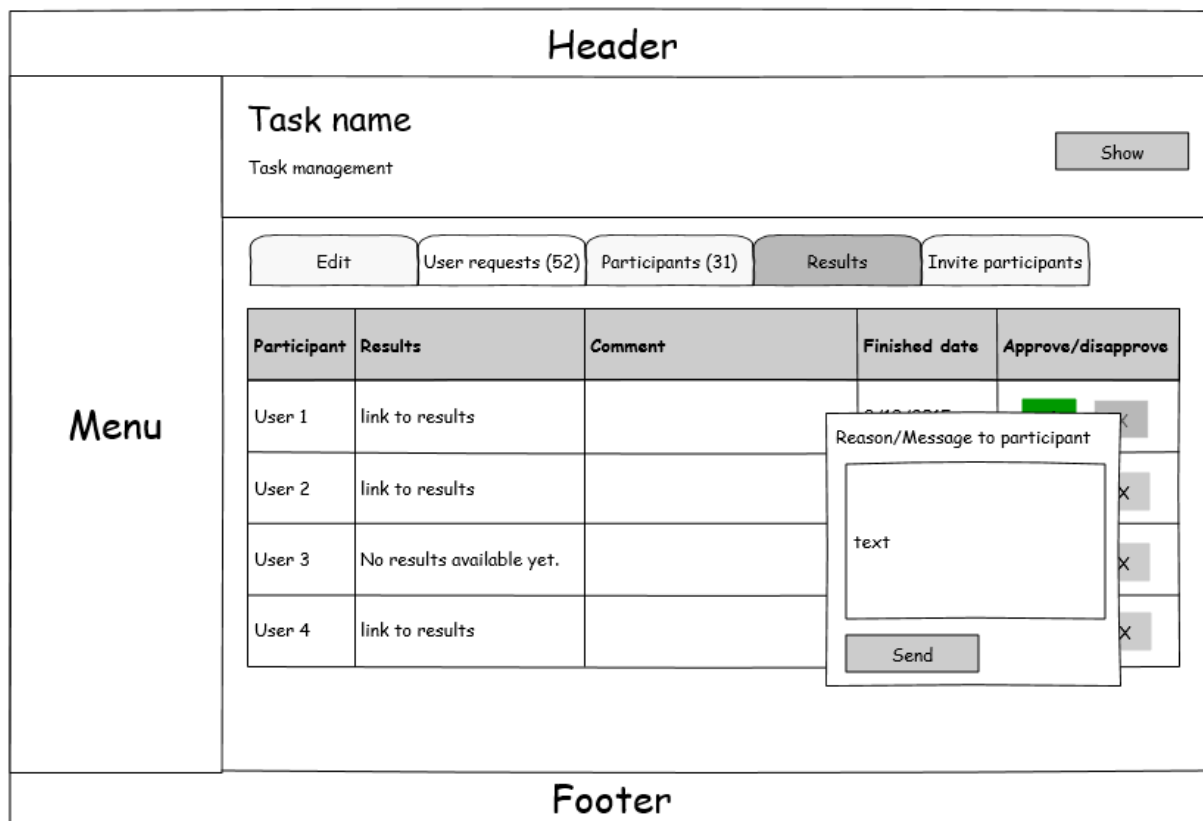 Header
Task name
Task management
Show
Menu
Edit
User requests (52)
Participants (31)
Results
Invite participants
Participant Results Comment Finished date Approve/disapprove
User 1 link to results
Reason/Message to participant
User 2 link to results X
text
User 3 No results available yet. X
User 4 link to results X
Send
Footer